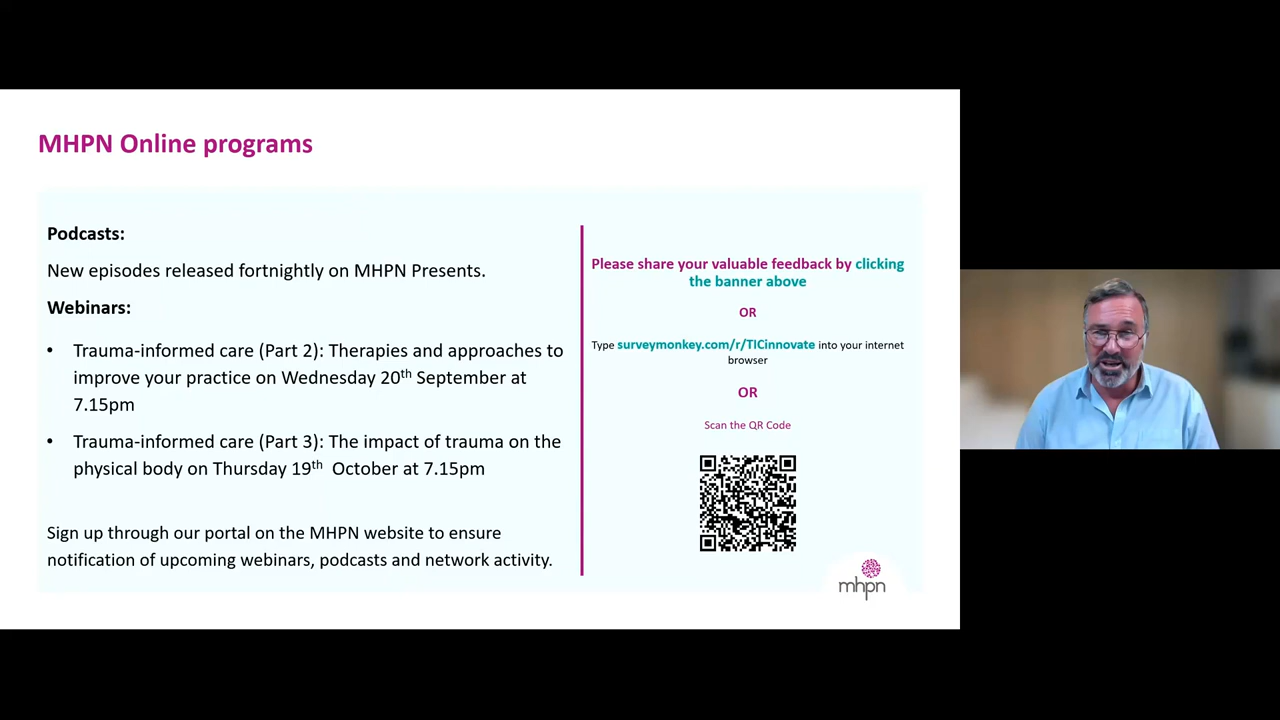 MHPN Online programs
Podcasts:
New episodes released fortnightly on MHPN Presents.
Webinars:
• Trauma-informed care (Part 2): Therapies and approaches to
improve your practice on Wednesday 20th September at
7.15pm
• Trauma-informed care (Part 3): The impact of trauma on the
physical body on Thursday 19th October at 7.15pm
Sign up through our portal on the MHPN website to ensure
notification of upcoming webinars, podcasts and network activity.
Please share your valuable feedback by clicking
the banner above
OR
Type surveymonkey.com/r/TICinnovate into your internet
browser
OR
Scan the QR Code
mhpn